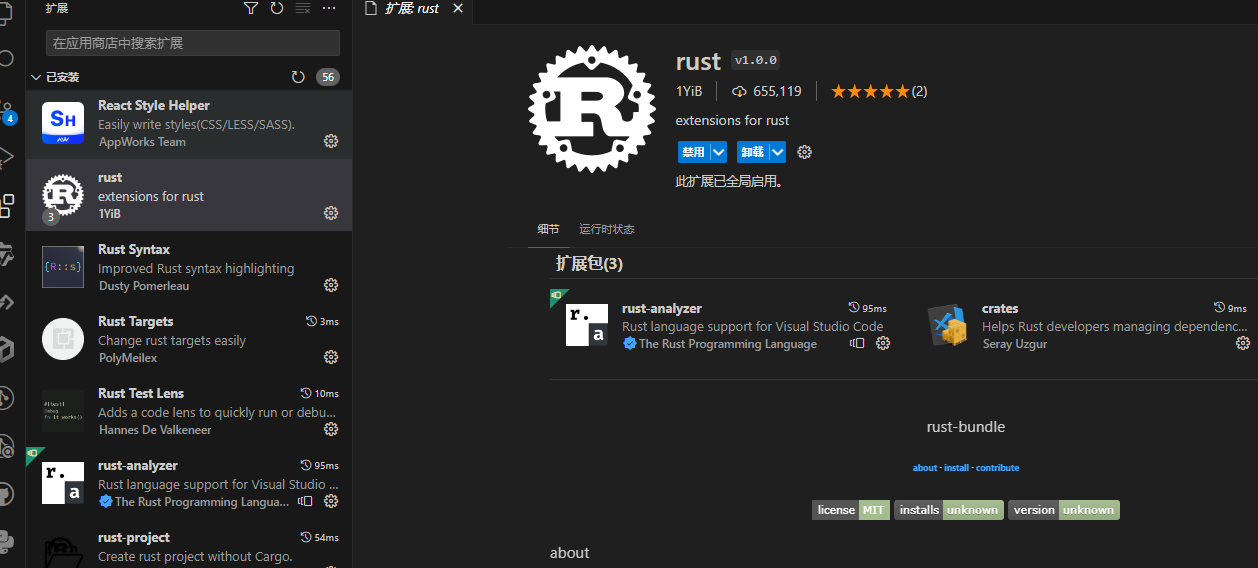 扩展
在应用商店中搜索扩展
已安装
56
4
React Style Helper
Easily write styles(CSS/LESS/SASS).
AppWorks Team
SH
AW
rust
extensions for rust
1YiB
3
Rust Syntax
Improved Rust syntax highlighting
Dusty Pomerleau
{R::s}
Rust Targets
3ms
Change rust targets easily
PolyMeilex
Rust Test Lens
10ms
Adds a code lens to quickly run or debu...
Hannes De Valkeneer
#[test]
debug
fn it works()
rust-analyzer
95ms
Rust language support for Visual Studio ...
The Rust Programming Langua...
r.
a
rust-project
54ms
Create rust project without Cargo.
扩展: rust
R
rust v1.0.0
1YiB 655,119 (2)
extensions for rust
禁用 卸载
此扩展已全局启用。
细节 运行时状态
扩展包(3)
r.
a
rust-analyzer 95ms
Rust language support for Visual Studio Code
The Rust Programming Language
crates 9ms
Helps Rust developers managing dependenc...
Seray Uzgur
rust-bundle
about - install - contribute
license MIT installs unknown version unknown
about